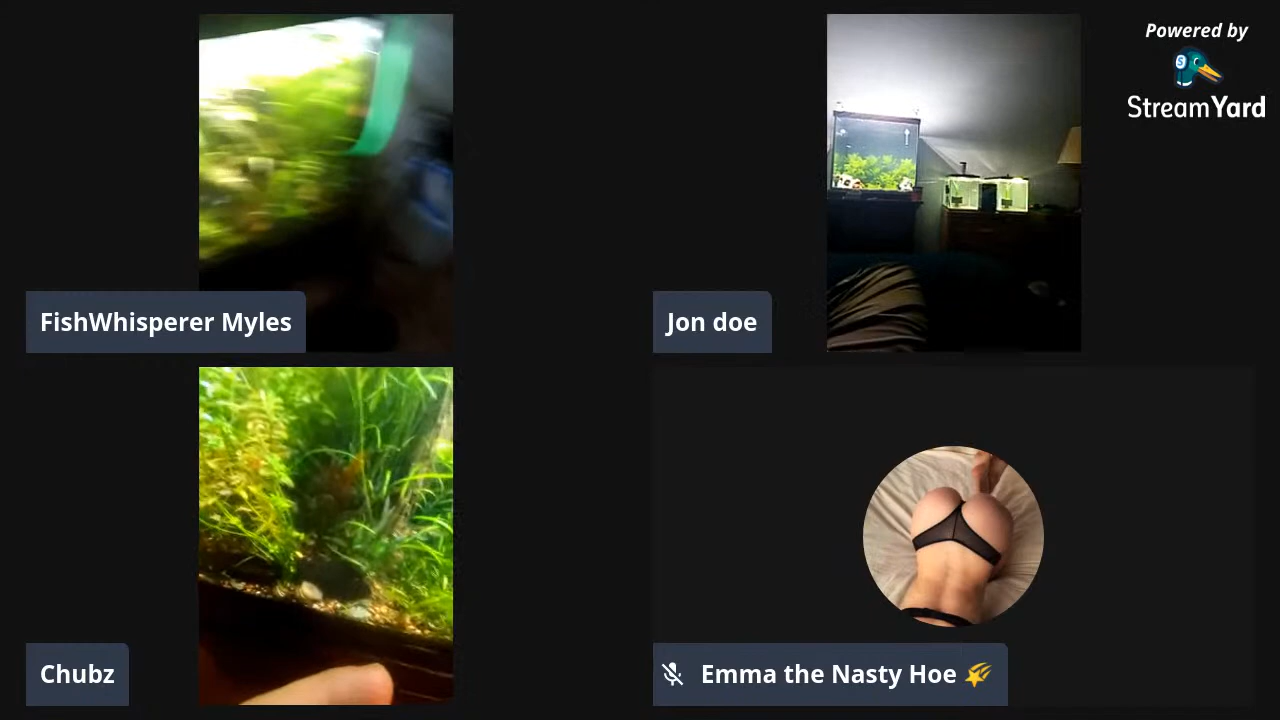 Powered by
StreamYard
FishWhisperer Myles
Jon doe
Chubz
Emma the Nasty Hoe